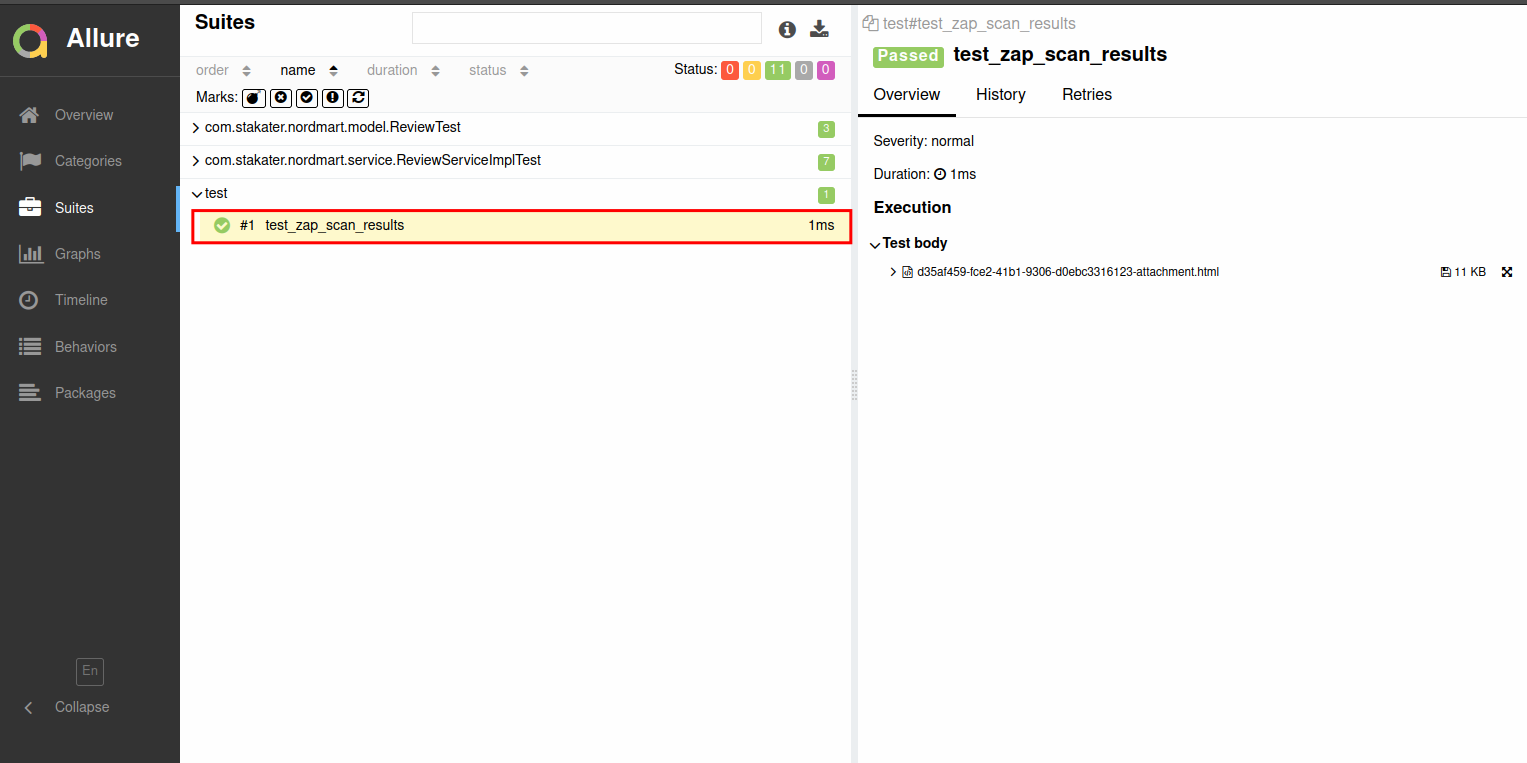 Allure
Overview
Categories
Suites
Graphs
Timeline
Behaviors
Packages
En
Collapse
Suites
order name duration status Status: 0 0 11 0 0
Marks:
com.stakater.nordmart.model.ReviewTest 3
com.stakater.nordmart.service.ReviewServiceImplTest 7
test 1
#1 test_zap_scan_results 1ms
test#test_zap_scan_results
Passed test_zap_scan_results
Overview History Retries
Severity: normal
Duration: 1ms
Execution
Test body
d35af459-fce2-41b1-9306-d0ebc3316123-attachment.html 11 KB